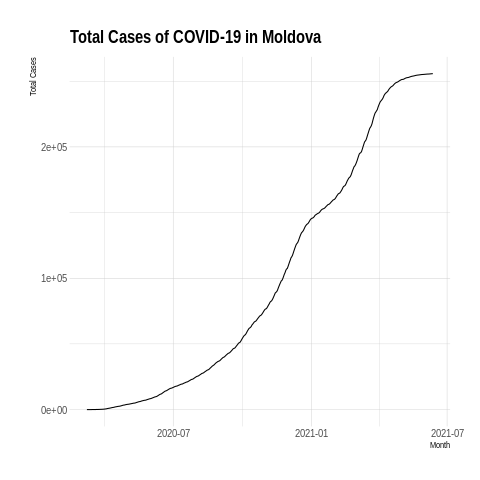 Total Cases of COVID-19 in Moldova
Total Cases
2e+05
1e+05
0e+00
2020-07
2021-01
2021-07
Month